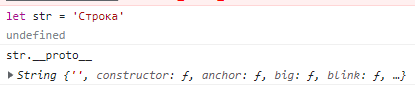 let str = 'Строка'
undefined
str.__proto__
▶ String {'', constructor: ƒ, anchor: ƒ, big: ƒ, blink: ƒ, …}